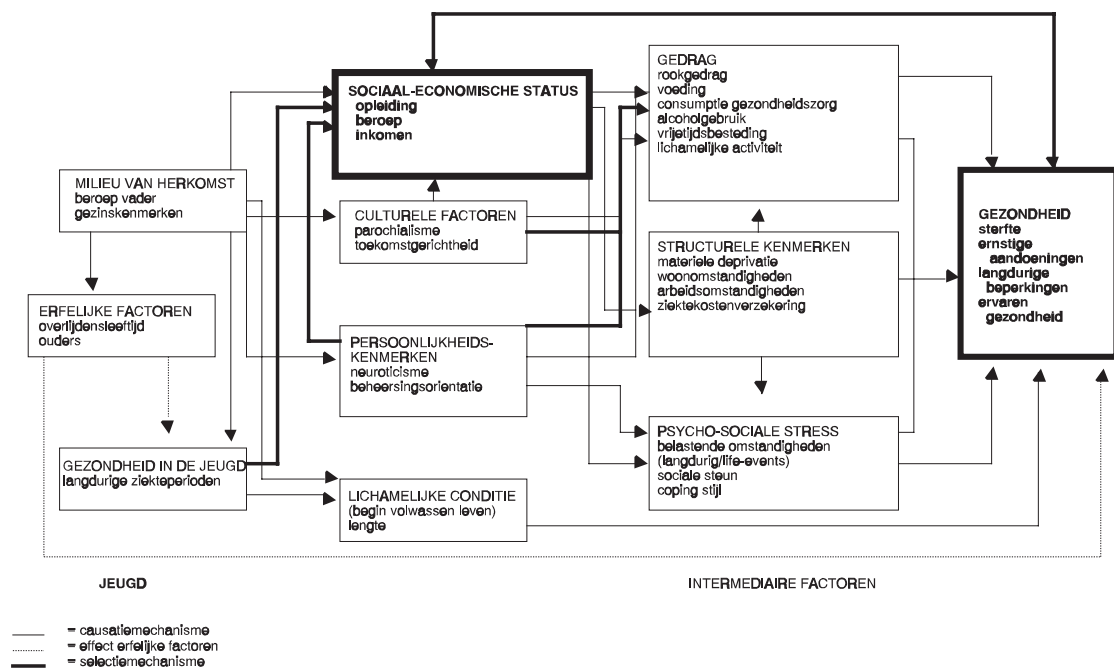 SOCIAAL-ECONOMISCHE STATUS
opleiding
beroep
inkomen
GEDRAG
rookgedrag
voeding
consumptie gezondheidszorg
alcoholgebruik
vrijetijdsbesteding
lichamelijke activiteit
MILIEU VAN HERKOMST
beroep vader
gezinskenmerken
CULTURELE FACTOREN
parochialisme
toekomstgerichtheid
STRUCTURELE KENMERKEN
materiele deprivatie
woonomstandigheden
arbeidsomstandigheden
ziektekostenverzekering
GEZONDHEID
sterfte
ernstige
aandoeningen
langdurige
beperkingen
ervaren
gezondheid
ERFELIJKE FACTOREN
overlijdensleeftijd
ouders
PERSOONLIJKHEIDS-
KENMERKEN
neuroticisme
beheersingsorientatie
PSYCHO-SOCIALE STRESS
belastende omstandigheden
(langdurig/life-events)
sociale steun
coping stijl
GEZONDHEID IN DE JEUGD
langdurige ziekteperioden
LICHAMELIJKE CONDITIE
(begin volwassen leven)
lengte
JEUGD
INTERMEDIAIRE FACTOREN
= causatiemechanisme
= effect erfelijke factoren
= selectiemechanisme